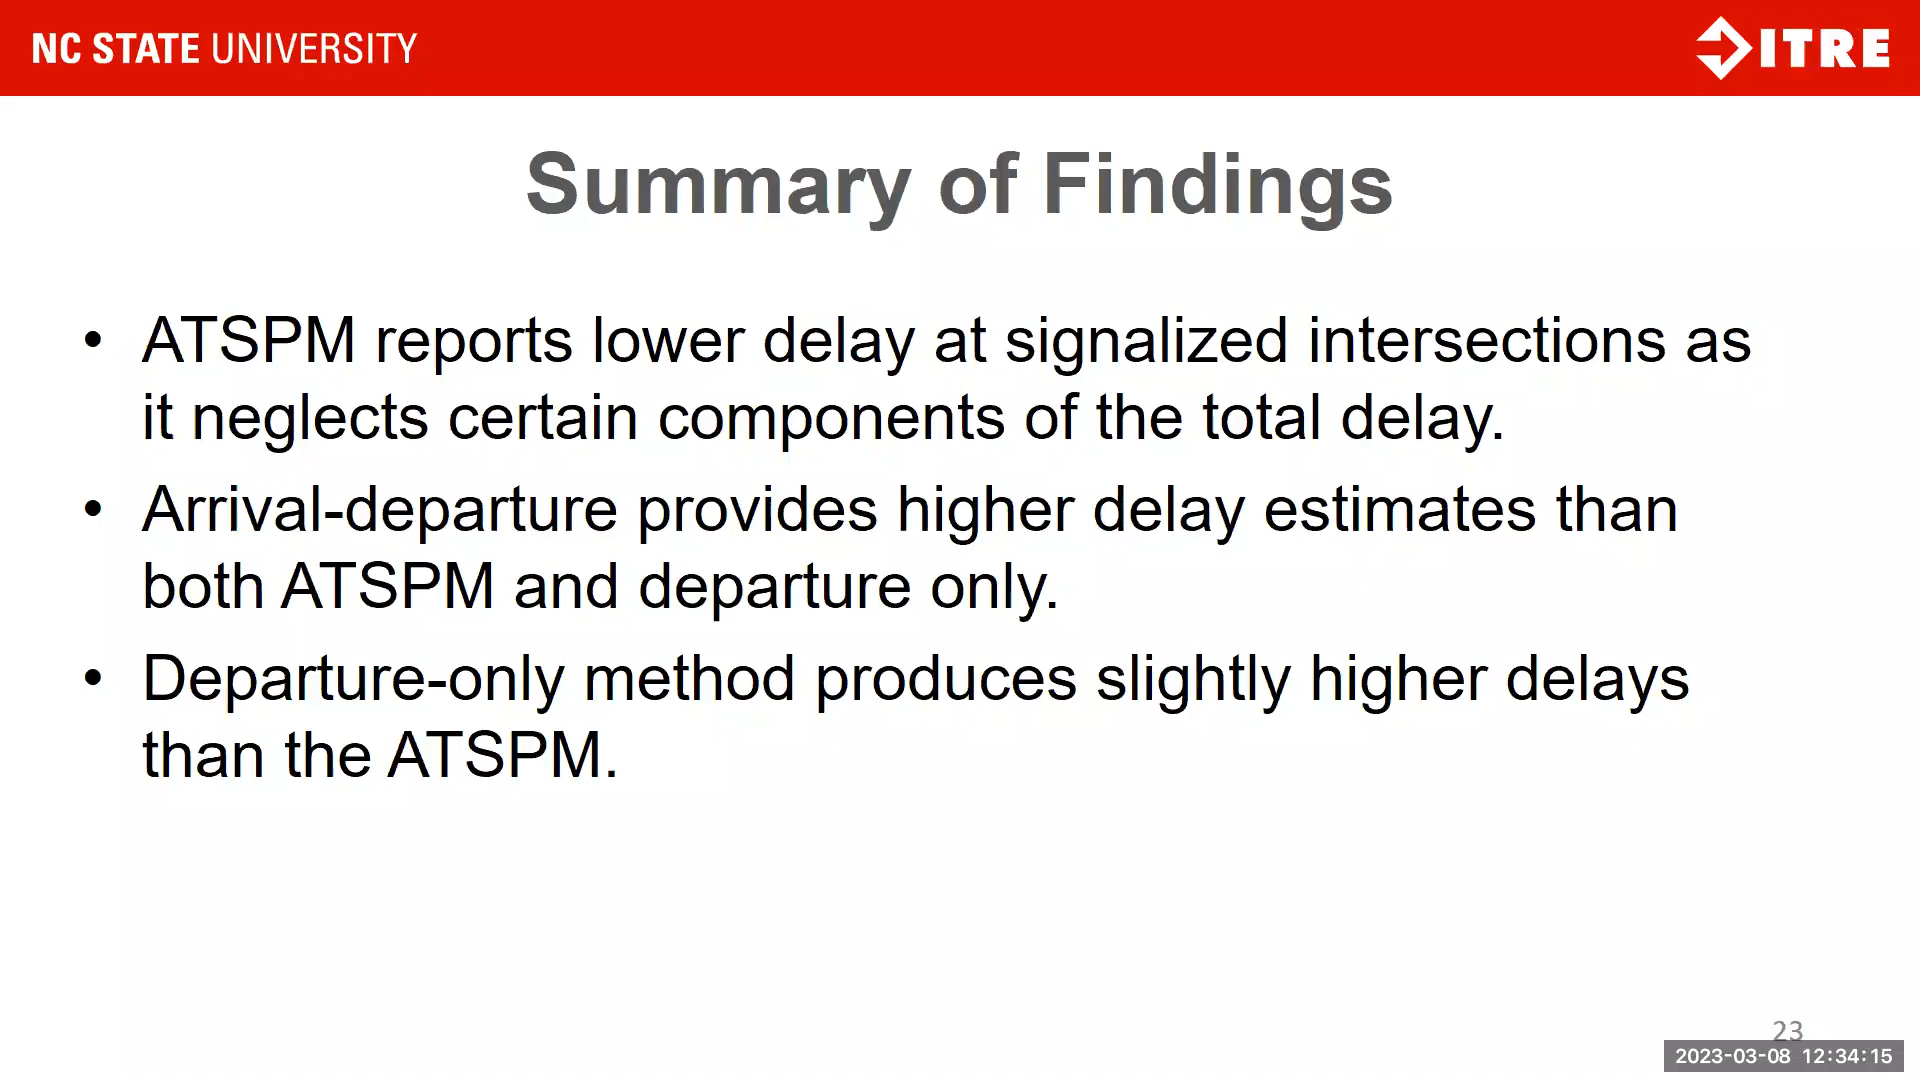 NC STATE UNIVERSITY
ITRE
Summary of Findings
• ATSPM reports lower delay at signalized intersections as
it neglects certain components of the total delay.
• Arrival-departure provides higher delay estimates than
both ATSPM and departure only.
• Departure-only method produces slightly higher delays
than the ATSPM.
23
2023-03-08 12:34:15